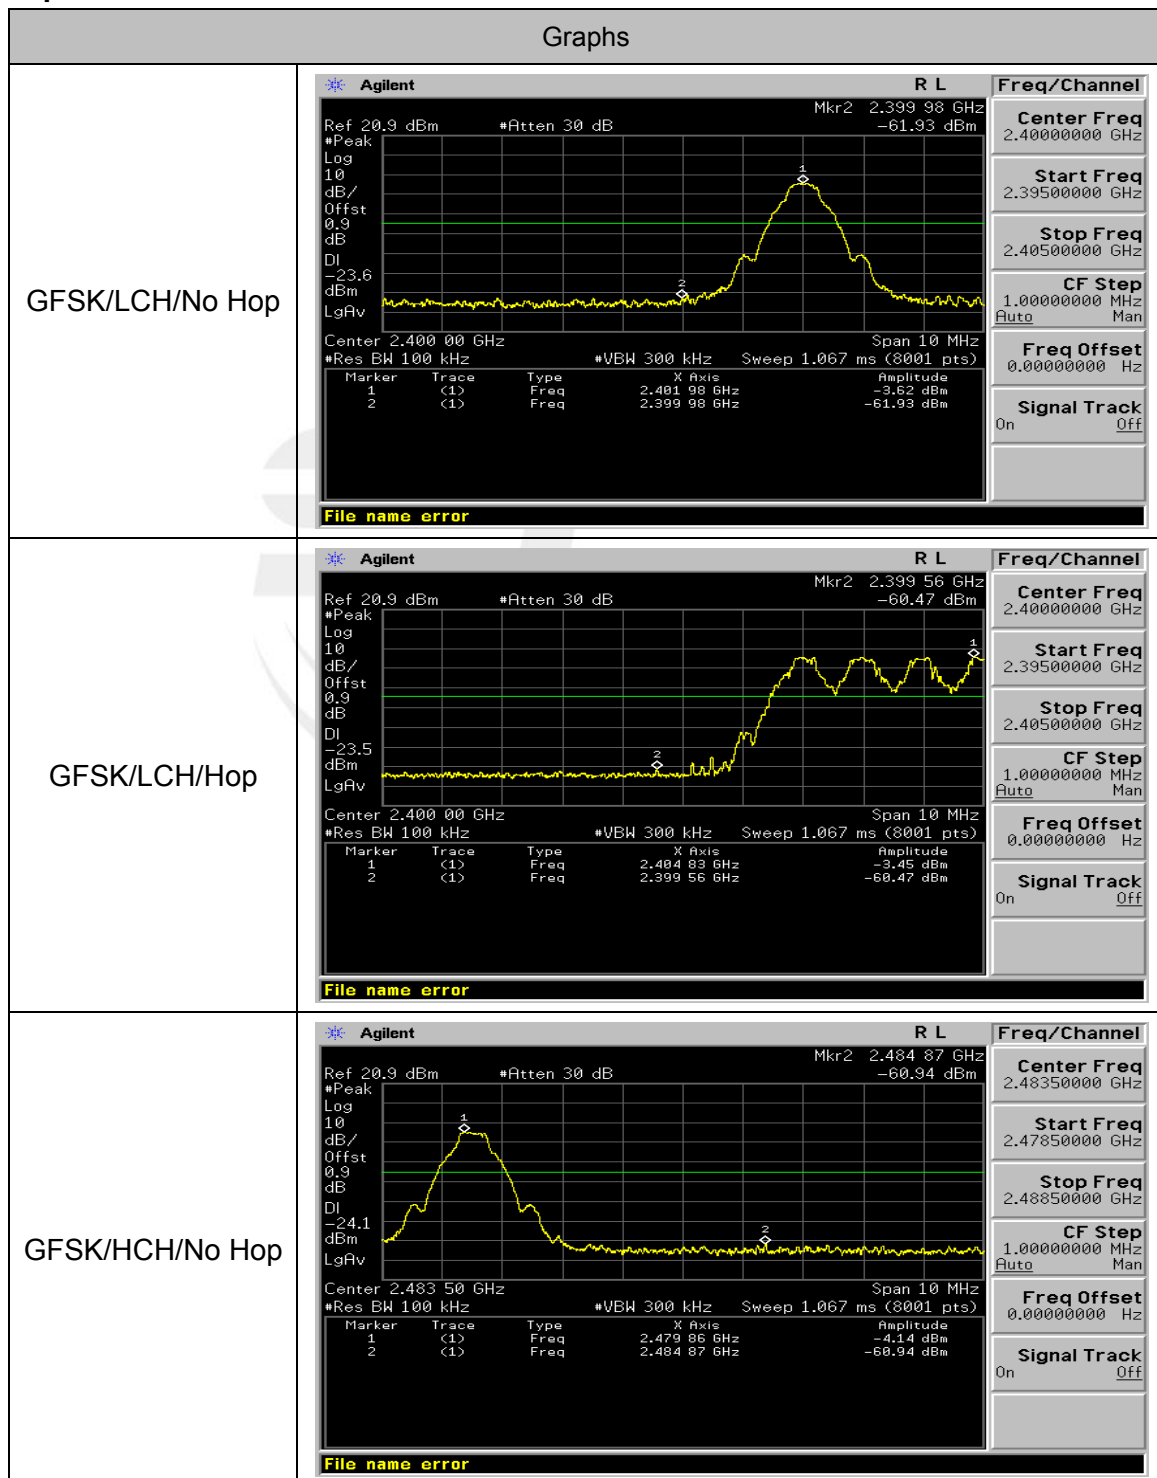 Graphs
GFSK/LCH/No Hop
Agilent R L Freq/Channel
Mkr2 2.399 98 GHz
Ref 20.9 dBm #Atten 30 dB -61.93 dBm
#Peak
Log
10
dB/
Offst
0.9
dB
DI
-23.6
dBm
LgAv
1
2
Center 2.400 00 GHz Span 10 MHz
#Res BW 100 kHz #VBW 300 kHz Sweep 1.067 ms (8001 pts)
Marker Trace Type X Axis Amplitude
1 (1) Freq 2.401 98 GHz -3.62 dBm
2 (1) Freq 2.399 98 GHz -61.93 dBm
File name error
Center Freq
2.40000000 GHz
Start Freq
2.39500000 GHz
Stop Freq
2.40500000 GHz
CF Step
1.00000000 MHz
Auto Man
Freq Offset
0.00000000 Hz
Signal Track
On Off
GFSK/LCH/Hop
Agilent R L Freq/Channel
Mkr2 2.399 56 GHz
Ref 20.9 dBm #Atten 30 dB -60.47 dBm
#Peak
Log
10
dB/
Offst
0.9
dB
DI
-23.5
dBm
LgAv
1
2
Center 2.400 00 GHz Span 10 MHz
#Res BW 100 kHz #VBW 300 kHz Sweep 1.067 ms (8001 pts)
Marker Trace Type X Axis Amplitude
1 (1) Freq 2.404 83 GHz -3.45 dBm
2 (1) Freq 2.399 56 GHz -60.47 dBm
File name error
Center Freq
2.40000000 GHz
Start Freq
2.39500000 GHz
Stop Freq
2.40500000 GHz
CF Step
1.00000000 MHz
Auto Man
Freq Offset
0.00000000 Hz
Signal Track
On Off
GFSK/HCH/No Hop
Agilent R L Freq/Channel
Mkr2 2.484 87 GHz
Ref 20.9 dBm #Atten 30 dB -60.94 dBm
#Peak
Log
10
dB/
Offst
0.9
dB
DI
-24.1
dBm
LgAv
1
2
Center 2.483 50 GHz Span 10 MHz
#Res BW 100 kHz #VBW 300 kHz Sweep 1.067 ms (8001 pts)
Marker Trace Type X Axis Amplitude
1 (1) Freq 2.479 86 GHz -4.14 dBm
2 (1) Freq 2.484 87 GHz -60.94 dBm
File name error
Center Freq
2.48350000 GHz
Start Freq
2.47850000 GHz
Stop Freq
2.48850000 GHz
CF Step
1.00000000 MHz
Auto Man
Freq Offset
0.00000000 Hz
Signal Track
On Off